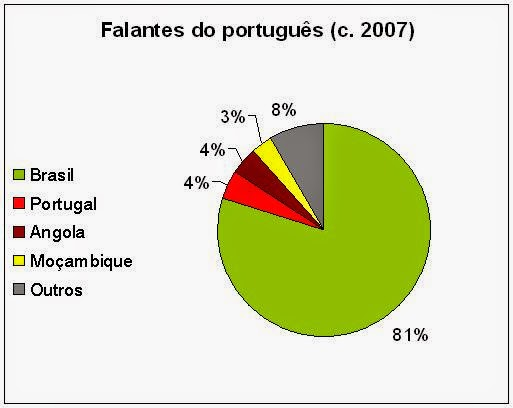 Falantes do português (c. 2007)
3%
8%
4%
4%
Brasil
Portugal
Angola
Moçambique
Outros
81%